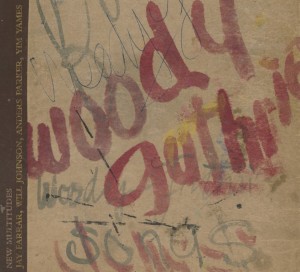 NEW MULTITUDES
JAY FARRAR, WILL JOHNSON, ANDERS PARKER, YIM YAMES
woody
guthrie
woody
songs